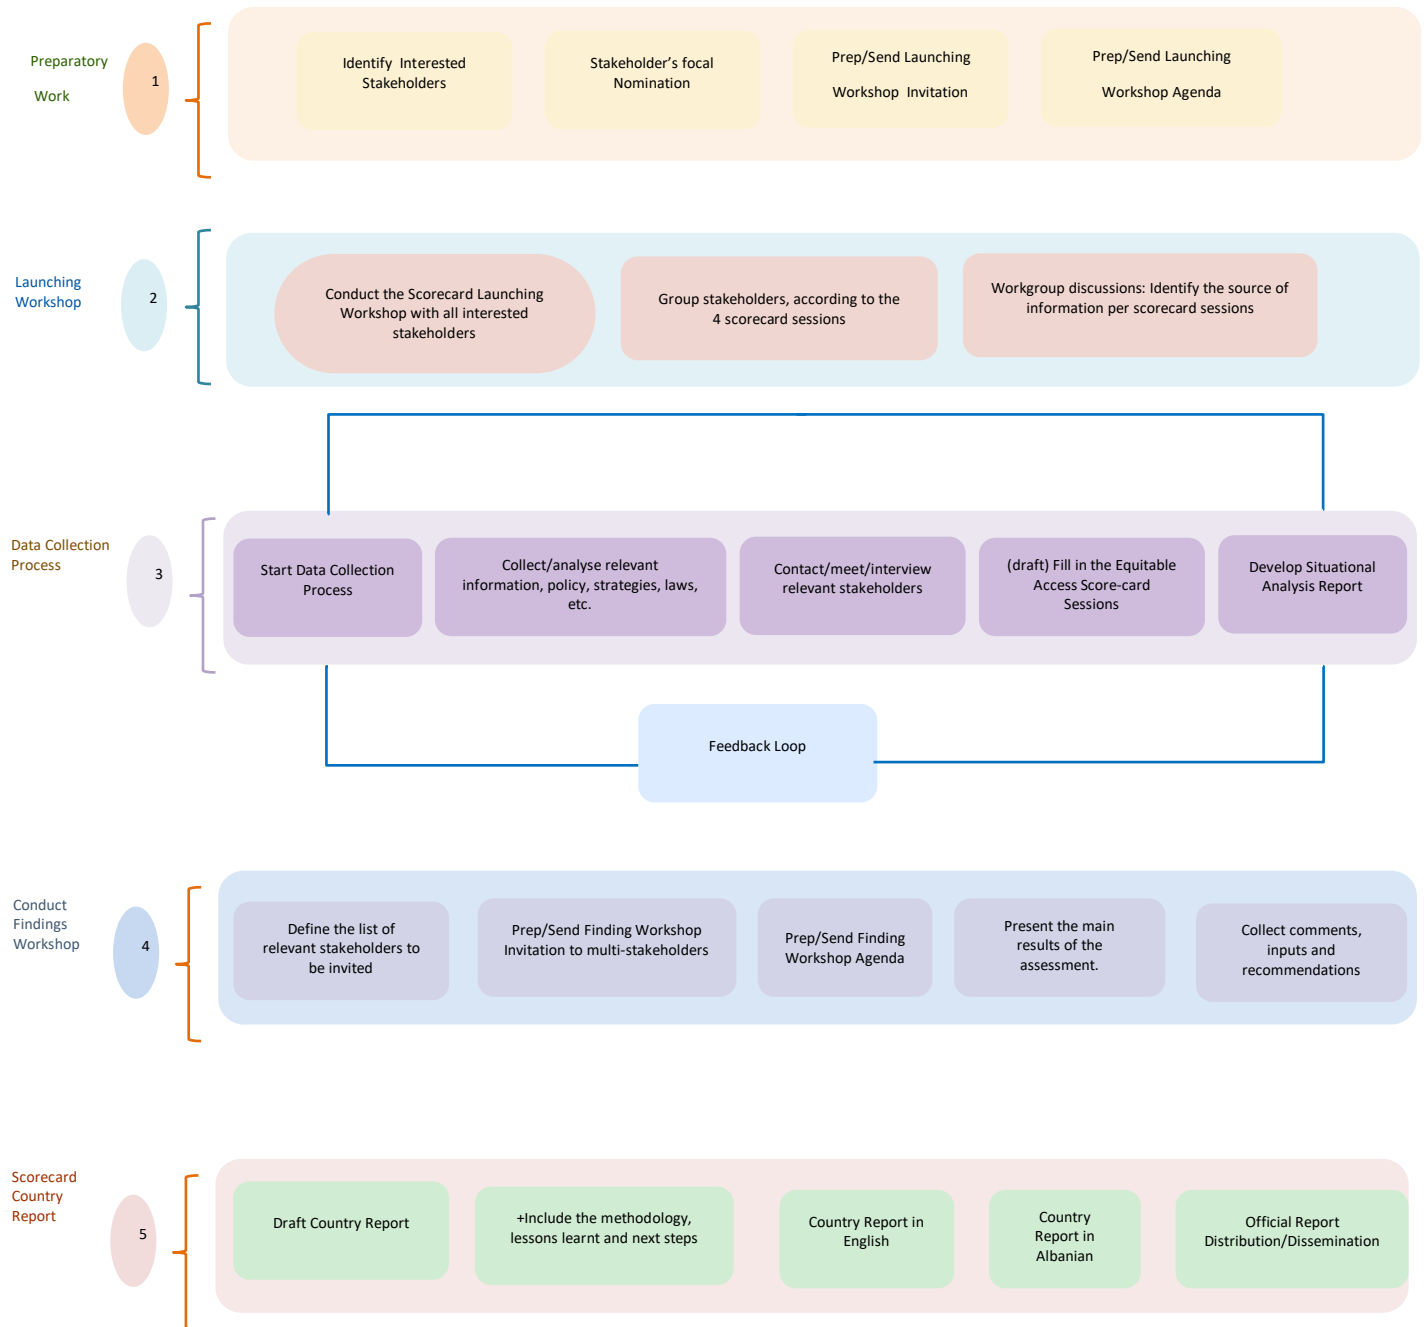 Preparatory
Work
1
Identify Interested
Stakeholders
Stakeholder's focal
Nomination
Prep/Send Launching
Workshop Invitation
Prep/Send Launching
Workshop Agenda
Launching
Workshop
2
Conduct the Scorecard Launching
Workshop with all interested
stakeholders
Group stakeholders, according to the
4 scorecard sessions
Workgroup discussions: Identify the source of
information per scorecard sessions
Data Collection
Process
3
Start Data Collection
Process
Collect/analyse relevant
information, policy, strategies, laws,
etc.
Contact/meet/interview
relevant stakeholders
(draft) Fill in the Equitable
Access Score-card
Sessions
Develop Situational
Analysis Report
Feedback Loop
Conduct
Findings
Workshop
4
Define the list of
relevant stakeholders to
be invited
Prep/Send Finding Workshop
Invitation to multi-stakeholders
Prep/Send Finding
Workshop Agenda
Present the main
results of the
assessment.
Collect comments,
inputs and
recommendations
Scorecard
Country
Report
5
Draft Country Report
+Include the methodology,
lessons learnt and next steps
Country Report in
English
Country
Report in
Albanian
Official Report
Distribution/Dissemination